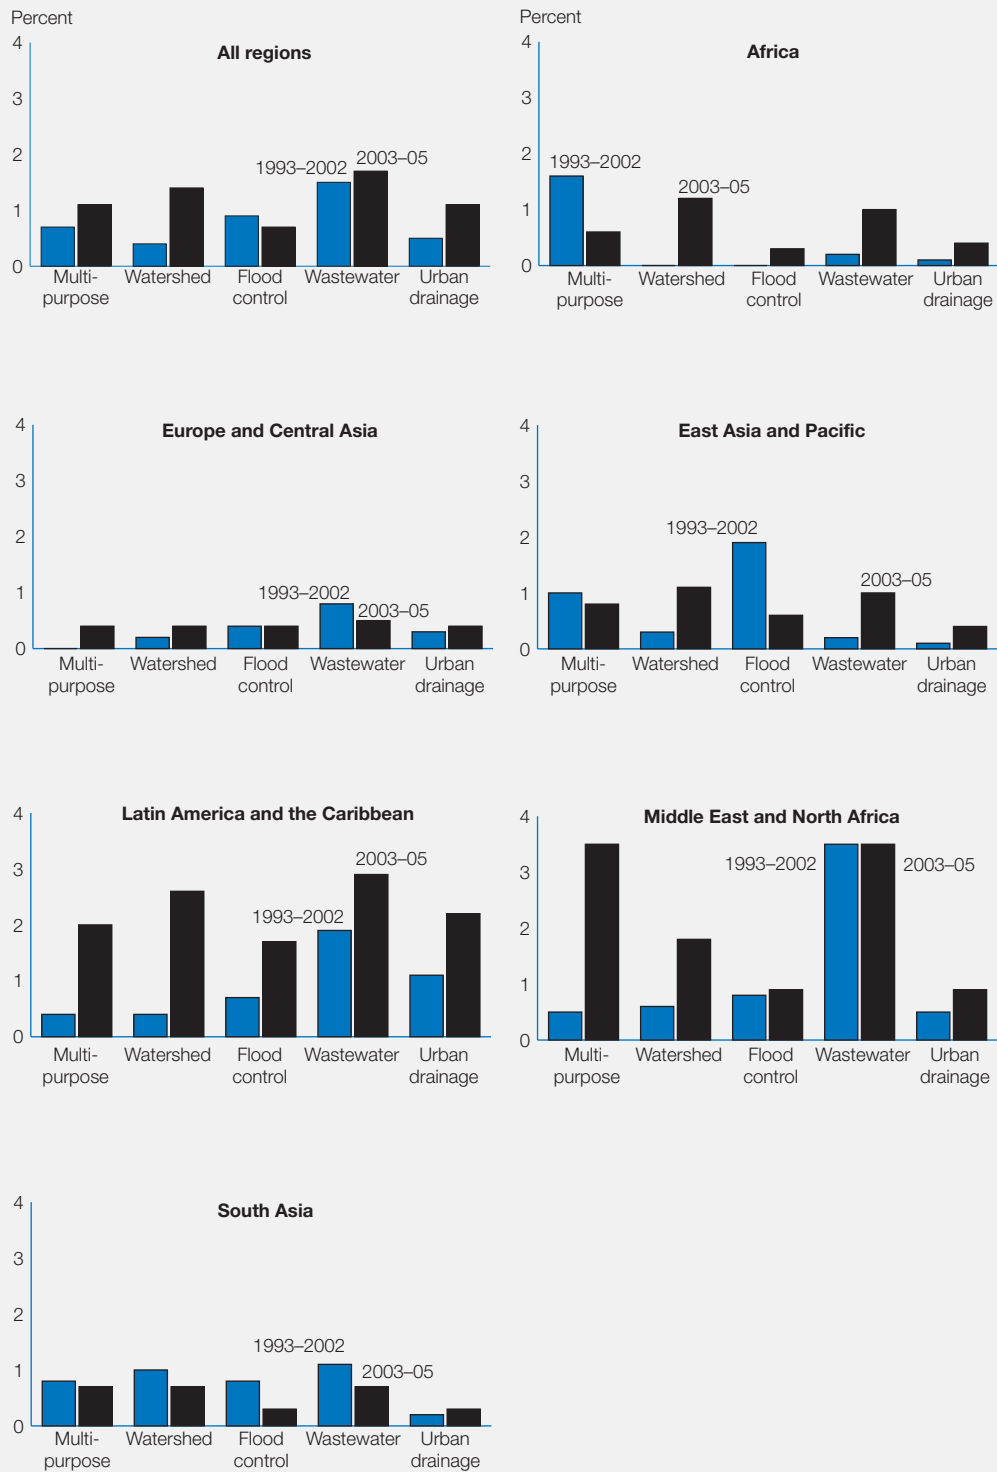 Percent
All regions
4
3
2
1
0
1993–2002
2003–05
Multi-
purpose
Watershed
Flood
control
Wastewater
Urban
drainage
Percent
Africa
4
3
2
1
0
1993–2002
2003–05
Multi-
purpose
Watershed
Flood
control
Wastewater
Urban
drainage
Europe and Central Asia
4
3
2
1
0
1993–2002
2003–05
Multi-
purpose
Watershed
Flood
control
Wastewater
Urban
drainage
East Asia and Pacific
4
3
2
1
0
1993–2002
2003–05
Multi-
purpose
Watershed
Flood
control
Wastewater
Urban
drainage
Latin America and the Caribbean
4
3
2
1
0
2003–05
1993–2002
Multi-
purpose
Watershed
Flood
control
Wastewater
Urban
drainage
Middle East and North Africa
4
3
2
1
0
1993–2002
2003–05
Multi-
purpose
Watershed
Flood
control
Wastewater
Urban
drainage
South Asia
4
3
2
1
0
1993–2002
2003–05
Multi-
purpose
Watershed
Flood
control
Wastewater
Urban
drainage